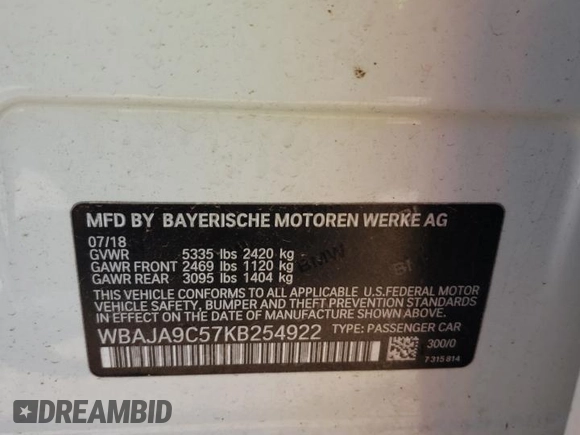 MFD BY BAYERISCHE MOTOREN WERKE AG
07/18
GVWR 5335 lbs 2420 kg
GAWR FRONT 2469 lbs 1120 kg
GAWR REAR 3095 lbs 1404 kg
THIS VEHICLE CONFORMS TO ALL APPLICABLE U.S.FEDERAL MOTOR
VEHICLE SAFETY, BUMPER AND THEFT PREVENTION STANDARDS
IN EFFECT ON THE DATE OF MANUFACTURE SHOWN ABOVE.
WBAJA9C57KB254922 TYPE: PASSENGER CAR
300/0
7 315 814
BMW
DREAMBID